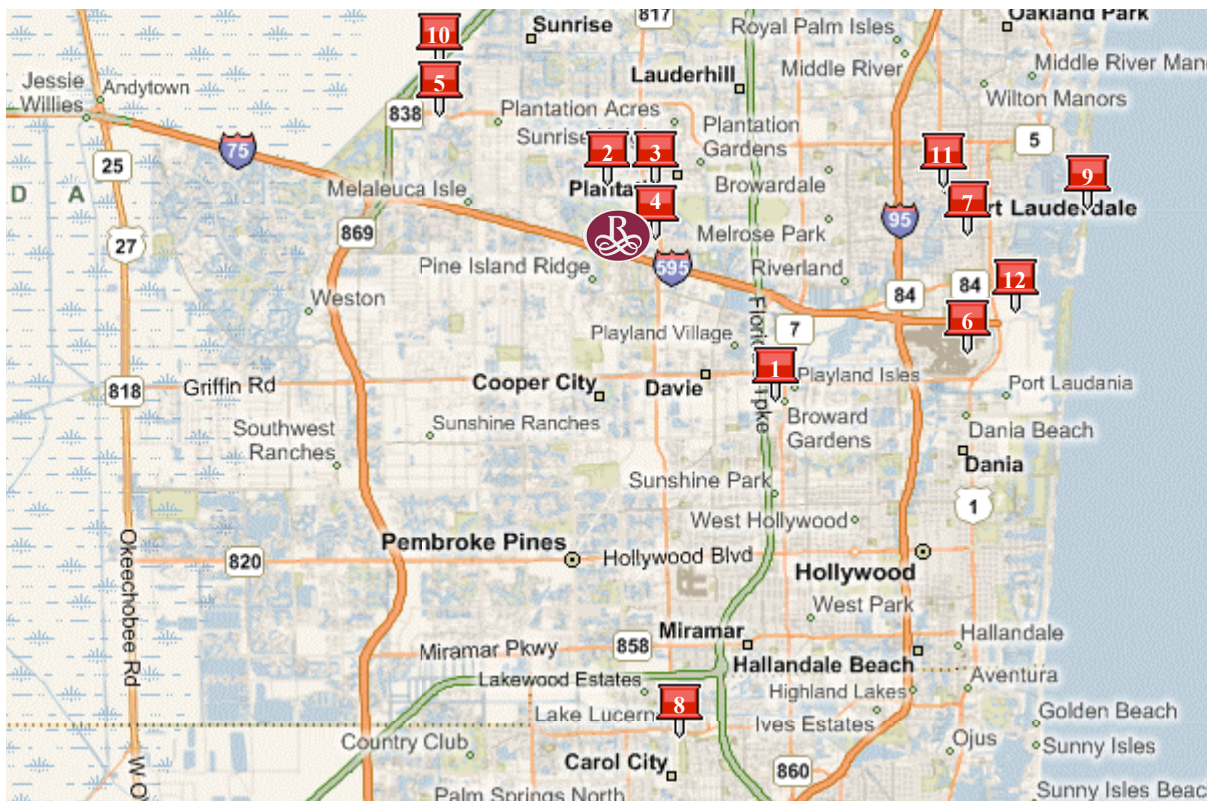 Sunrise
817
Oakland Park
10
Royal Palm Isles
Jessie
Willies
Andytown
5
Lauderhill
Middle River
Middle River
838
Plantation Acres
Wilton Manors
Plantation
Gardens
5
25
75
Sunrise
2
3
11
D A
Melaleuca Isle
4
Browardale
7
9
Lauderdale
27
869
R
Melrose Park
95
Pine Island Ridge
595
Riverland
84
84
12
Weston
Playland Village
7
6
818
Griffin Rd
Cooper City
Davie
1
Playland Isles
Port Laudania
Southwest
Ranches
Sunshine Ranches
Broward
Gardens
Dania Beach
Dania
Sunshine Park
1
West Hollywood
Okeechobee Rd
820
Pembroke Pines
Hollywood Blvd
Hollywood
West Park
Miramar Pkwy
858
Miramar
Hallandale
Hallandale Beach
Lakewood Estates
Highland Lakes
Aventura
Lake
8
Ives Estates
Golden Beach
Country Club
Ojus
Sunny Isles
Carol City
860
Palm Springs North
Sunny Isles